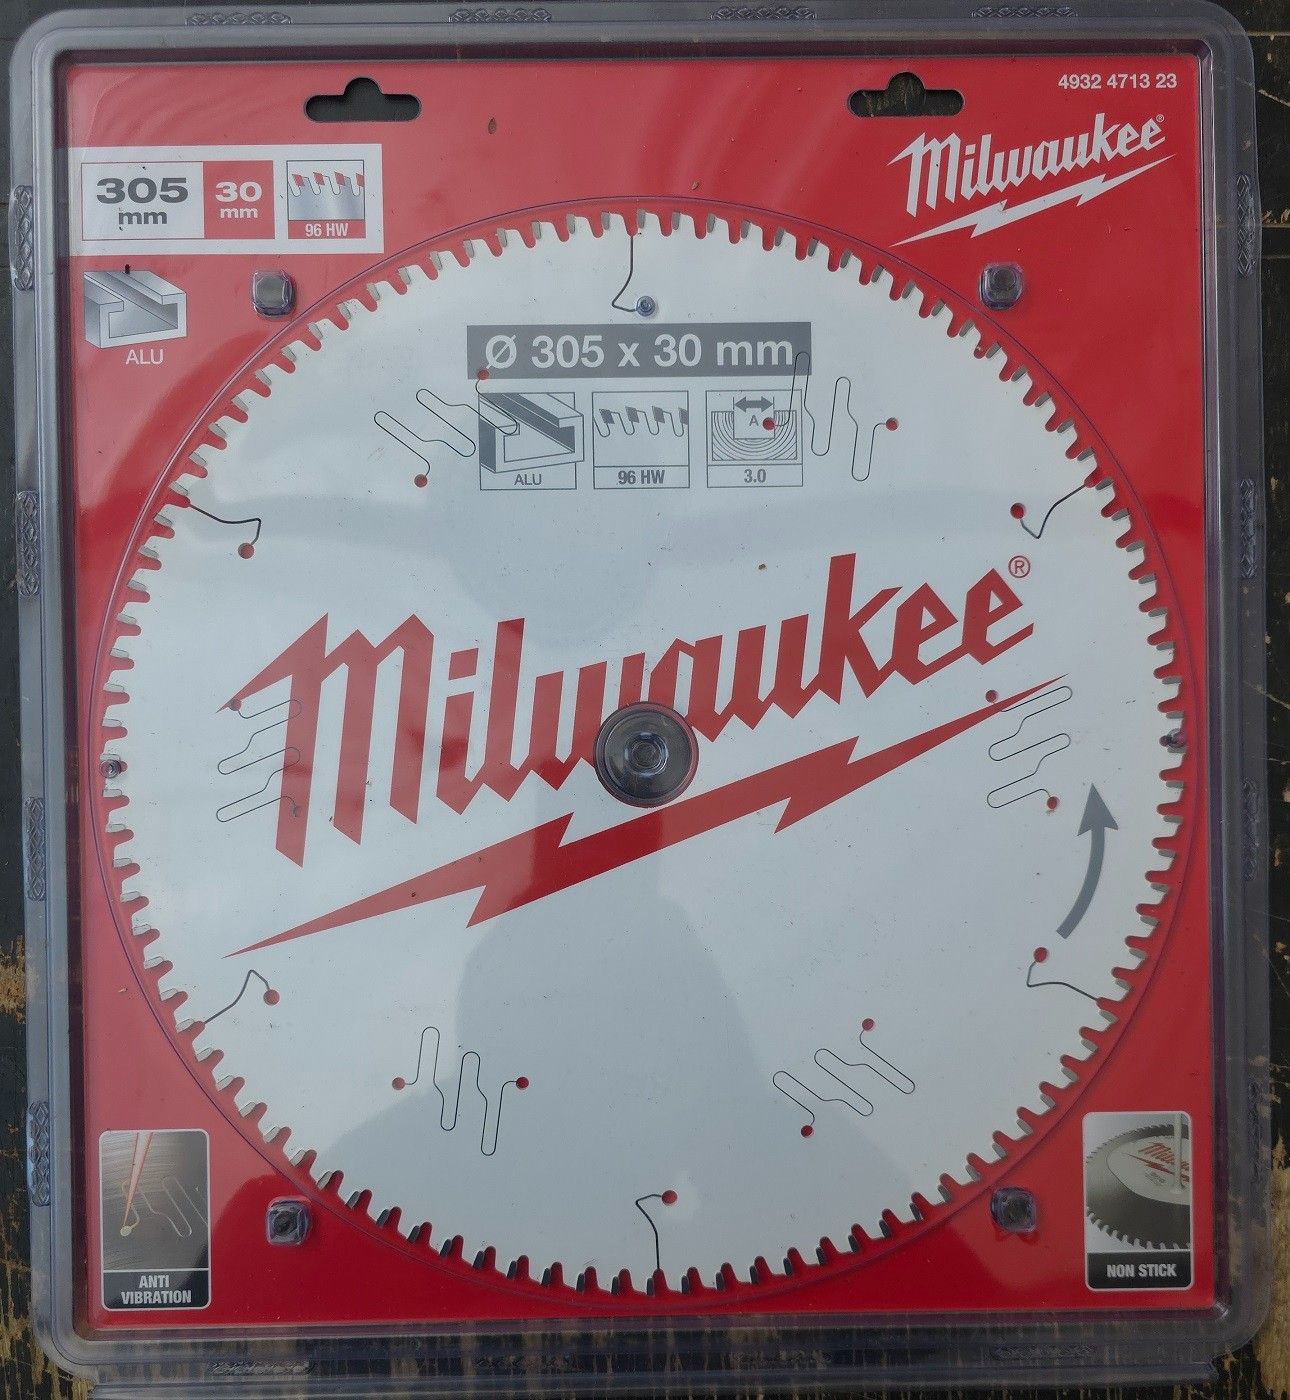 4932 4713 23
Milwaukee®
305 mm
30 mm
96 HW
ALU
Ø 305 x 30 mm
ALU
96 HW
A
3.0
Milwaukee®
ANTI
VIBRATION
Milwaukee
NON STICK